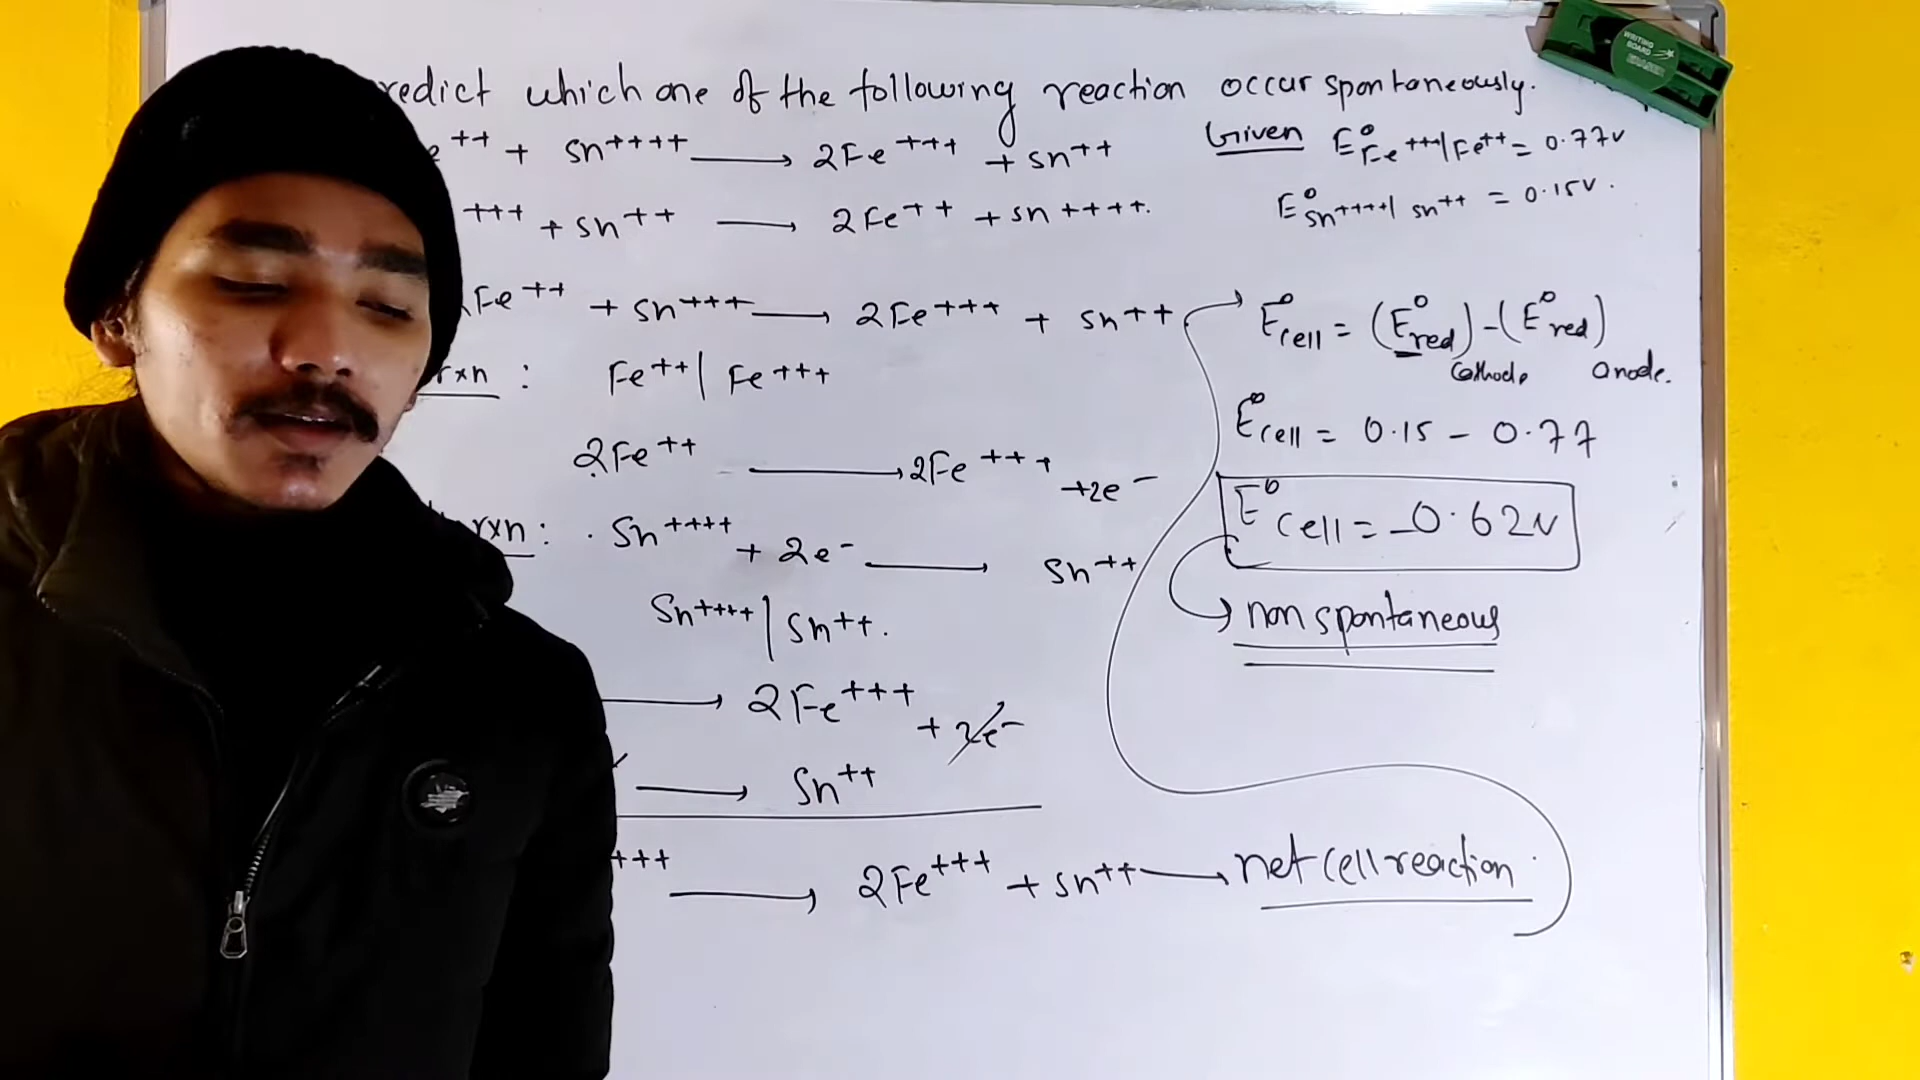 redict which one of the following reaction occur spontaneously.
e++ + Sn++++ → 2Fe+++ + Sn++
Given E°Fe+++/Fe++ = 0.77v
+++ + Sn++ → 2Fe++ + Sn++++.
E°Sn++++/Sn++ = 0.15v.
Fe++ + Sn+++ → 2Fe+++ + Sn++
E°cell = (E°red) - (E°red)
Cathode anode.
rxn : Fe++ | Fe+++
E°cell = 0.15 - 0.77
2Fe++ → 2Fe+++ +2e-
E°cell = -0.62v
rxn : Sn++++ + 2e- → Sn++
Sn++++ | Sn++.
non spontaneous
→ 2Fe+++ + 2e-
→ Sn++
+++ → 2Fe+++ + Sn++ → net cell reaction.
WRITING
BOARD